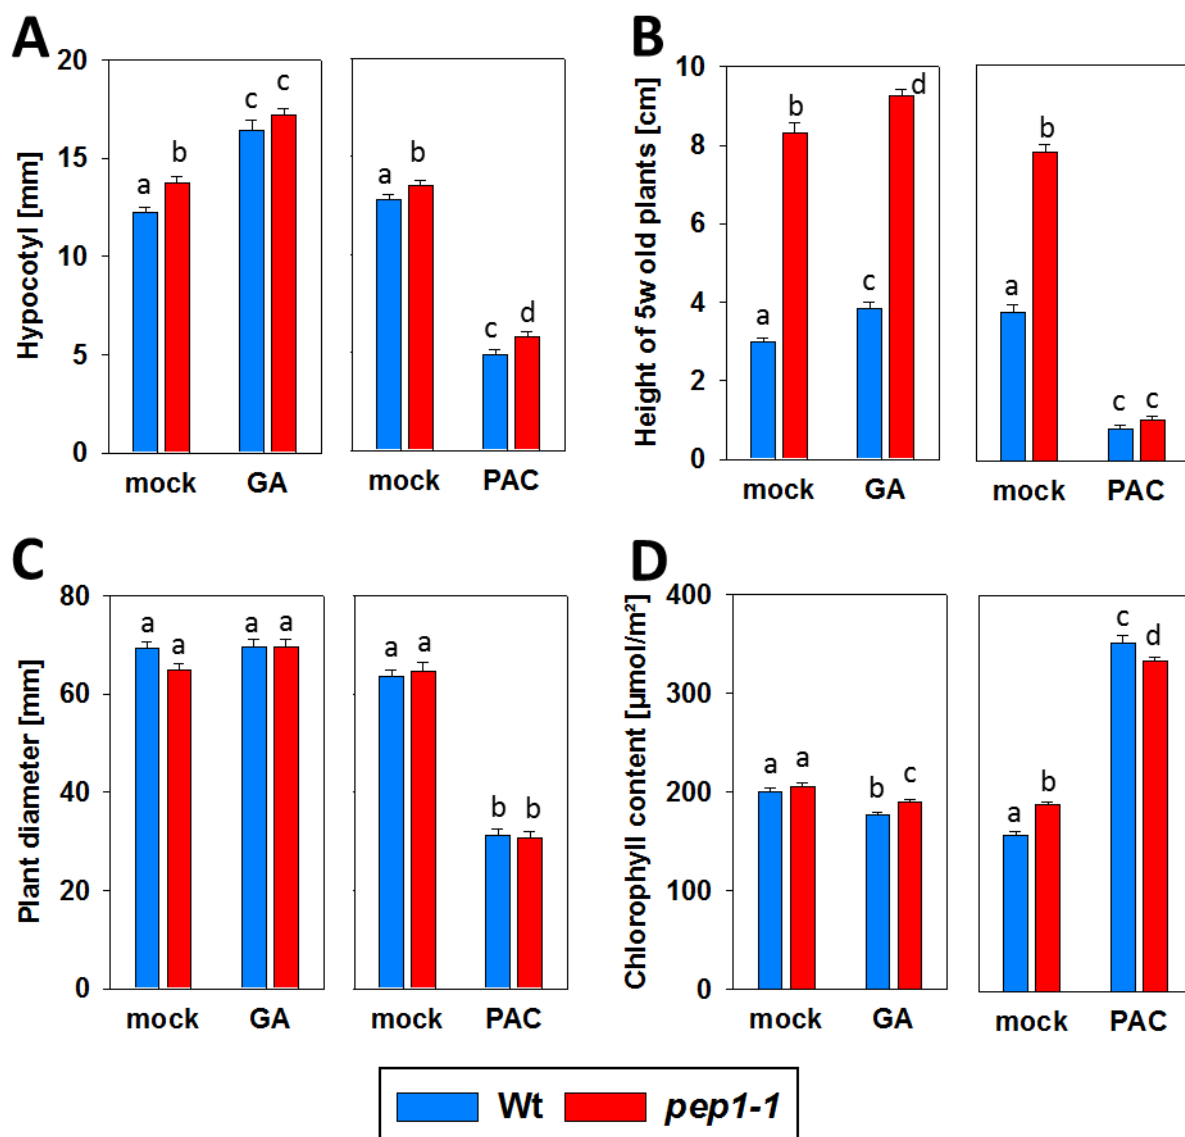 A
Hypocotyl [mm]
20
15
10
5
0
a
b
c
c
mock
GA
a
b
c
d
mock
PAC
B
Height of 5w old plants [cm]
10
8
6
4
2
0
a
b
c
d
mock
GA
a
b
c
c
mock
PAC
C
Plant diameter [mm]
80
60
40
20
0
a
a
a
a
mock
GA
a
a
b
b
mock
PAC
D
Chlorophyll content [µmol/m²]
400
300
200
100
0
a
a
b
c
mock
GA
a
b
c
d
mock
PAC
Wt
pep1-1